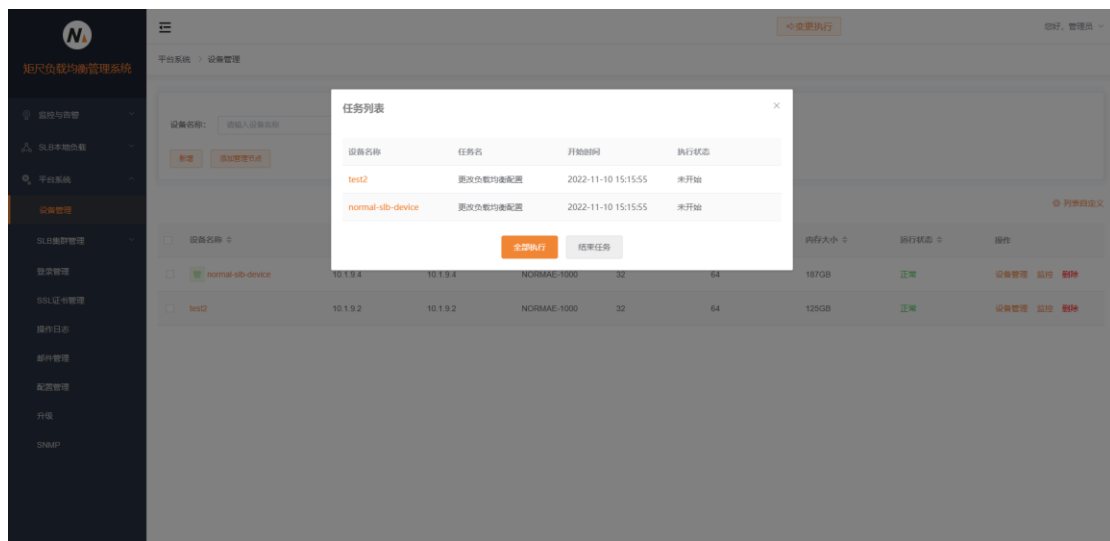 变更执行
您好，管理员
矩尺负载均衡管理系统
平台系统 > 设备管理
监控与告警
SLB本地负载
平台系统
设备管理
SLB集群管理
登录管理
SSL证书管理
操作日志
邮件管理
配置管理
升级
SNMP
设备名称: 请输入设备名称
新增 添加管理节点
列表自定义
任务列表 ×
设备名称 任务名 开始时间 执行状态
test2 更改负载均衡配置 2022-11-10 15:15:55 未开始
normal-slb-device 更改负载均衡配置 2022-11-10 15:15:55 未开始
全部执行 结束任务
设备名称 内存大小 运行状态 操作
normal-slb-device 10.1.9.4 10.1.9.4 NORMAE-1000 32 64 187GB 正常 设备管理 监控 删除
test2 10.1.9.2 10.1.9.2 NORMAE-1000 32 64 125GB 正常 设备管理 监控 删除